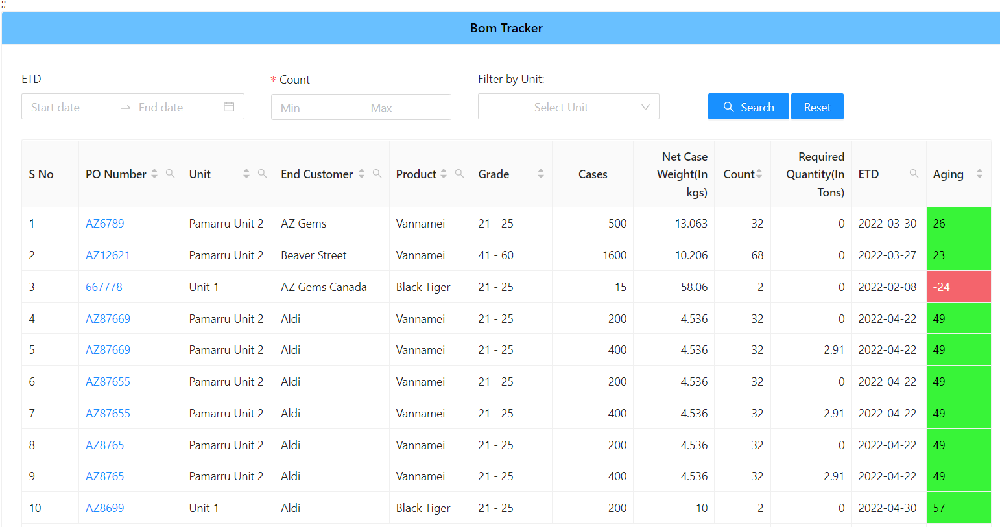 ;;
Bom Tracker
ETD
* Count
Filter by Unit:
Start date → End date
Min Max
Select Unit
Search Reset
S No PO Number Unit End Customer Product Grade Cases Net Case Weight(In kgs) Count Required Quantity(In Tons) ETD Aging
1 AZ6789 Pamarru Unit 2 AZ Gems Vannamei 21 - 25 500 13.063 32 0 2022-03-30 26
2 AZ12621 Pamarru Unit 2 Beaver Street Vannamei 41 - 60 1600 10.206 68 0 2022-03-27 23
3 667778 Unit 1 AZ Gems Canada Black Tiger 21 - 25 15 58.06 2 0 2022-02-08 -24
4 AZ87669 Pamarru Unit 2 Aldi Vannamei 21 - 25 200 4.536 32 0 2022-04-22 49
5 AZ87669 Pamarru Unit 2 Aldi Vannamei 21 - 25 400 4.536 32 2.91 2022-04-22 49
6 AZ87655 Pamarru Unit 2 Aldi Vannamei 21 - 25 200 4.536 32 0 2022-04-22 49
7 AZ87655 Pamarru Unit 2 Aldi Vannamei 21 - 25 400 4.536 32 2.91 2022-04-22 49
8 AZ8765 Pamarru Unit 2 Aldi Vannamei 21 - 25 200 4.536 32 0 2022-04-22 49
9 AZ8765 Pamarru Unit 2 Aldi Vannamei 21 - 25 400 4.536 32 2.91 2022-04-22 49
10 AZ8699 Unit 1 Aldi Black Tiger 21 - 25 200 10 2 0 2022-04-30 57